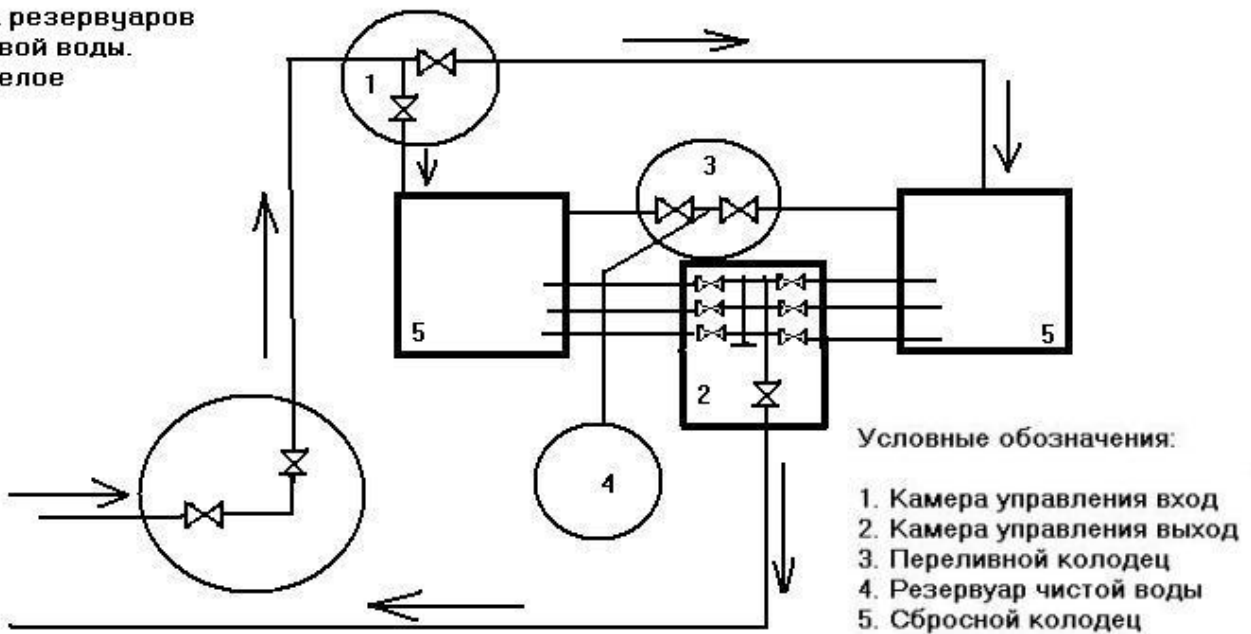 резервуаров
вой воды.
елое
1
3
5
5
2
4
Условные обозначения:
1. Камера управления вход
2. Камера управления выход
3. Переливной колодец
4. Резервуар чистой воды
5. Сбросной колодец